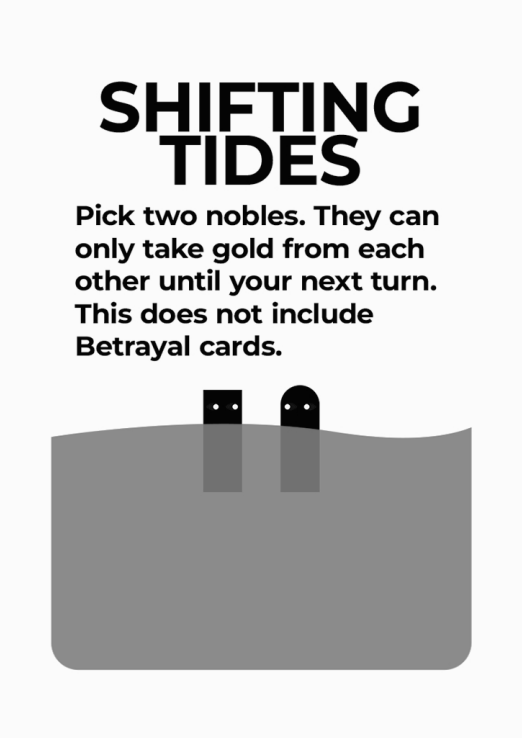 SHIFTING
TIDES
Pick two nobles. They can
only take gold from each
other until your next turn.
This does not include
Betrayal cards.